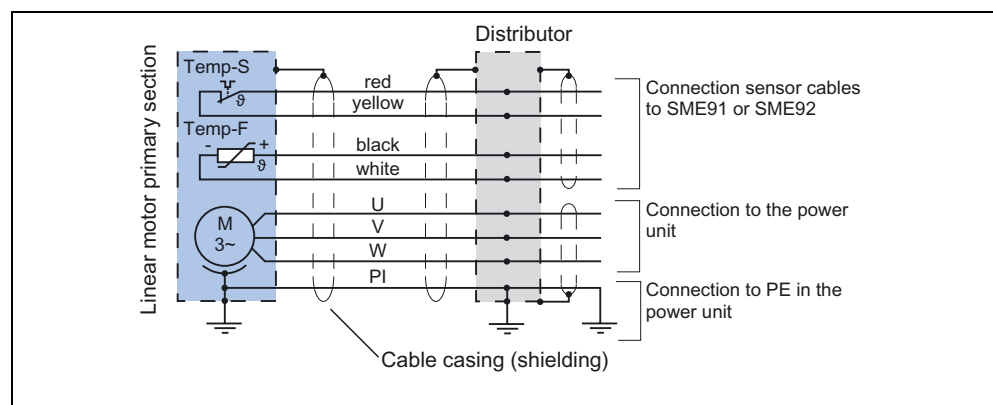 Distributor
Linear motor primary section
Temp-S
ϑ
red
yellow
Temp-F
- +
ϑ
black
white
M
3~
U
V
W
PI
Connection sensor cables
to SME91 or SME92
Connection to the power
unit
Connection to PE in the
power unit
Cable casing (shielding)